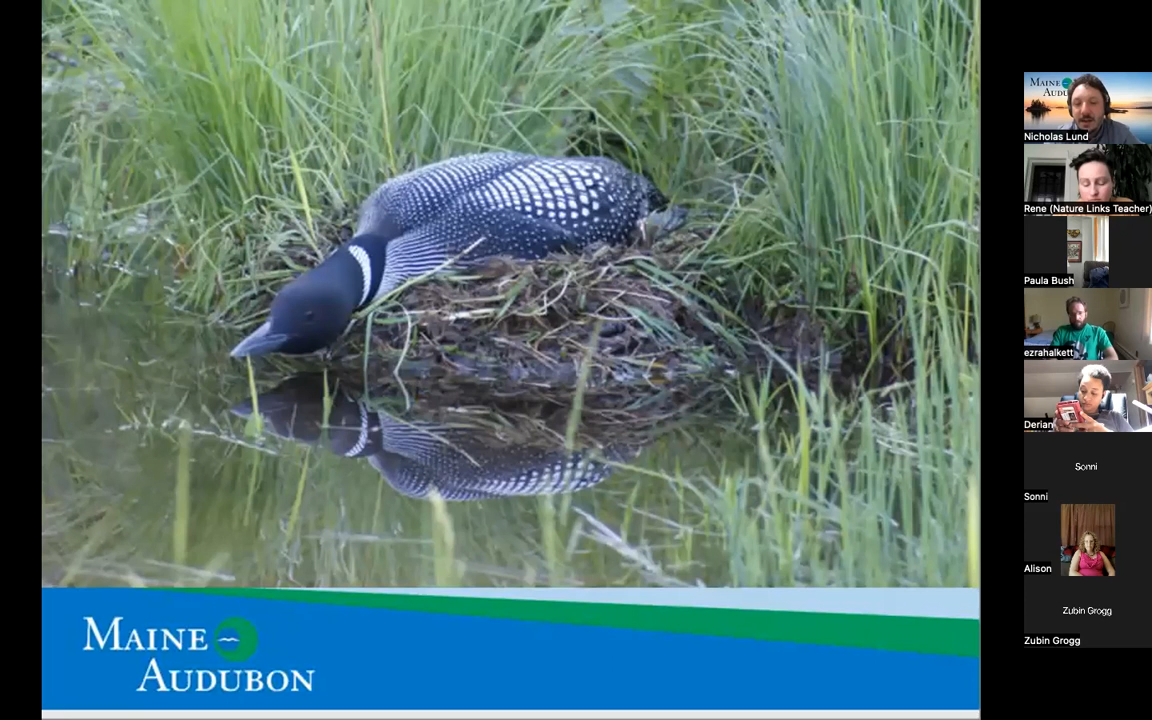 MAINE
AUDUBON
MAINE
AUDU
Nicholas Lund
Rene (Nature Links Teacher)
Paula Bush
ezrahalkett
Derian
Sonni
Sonni
Alison
Zubin Grogg
Zubin Grogg